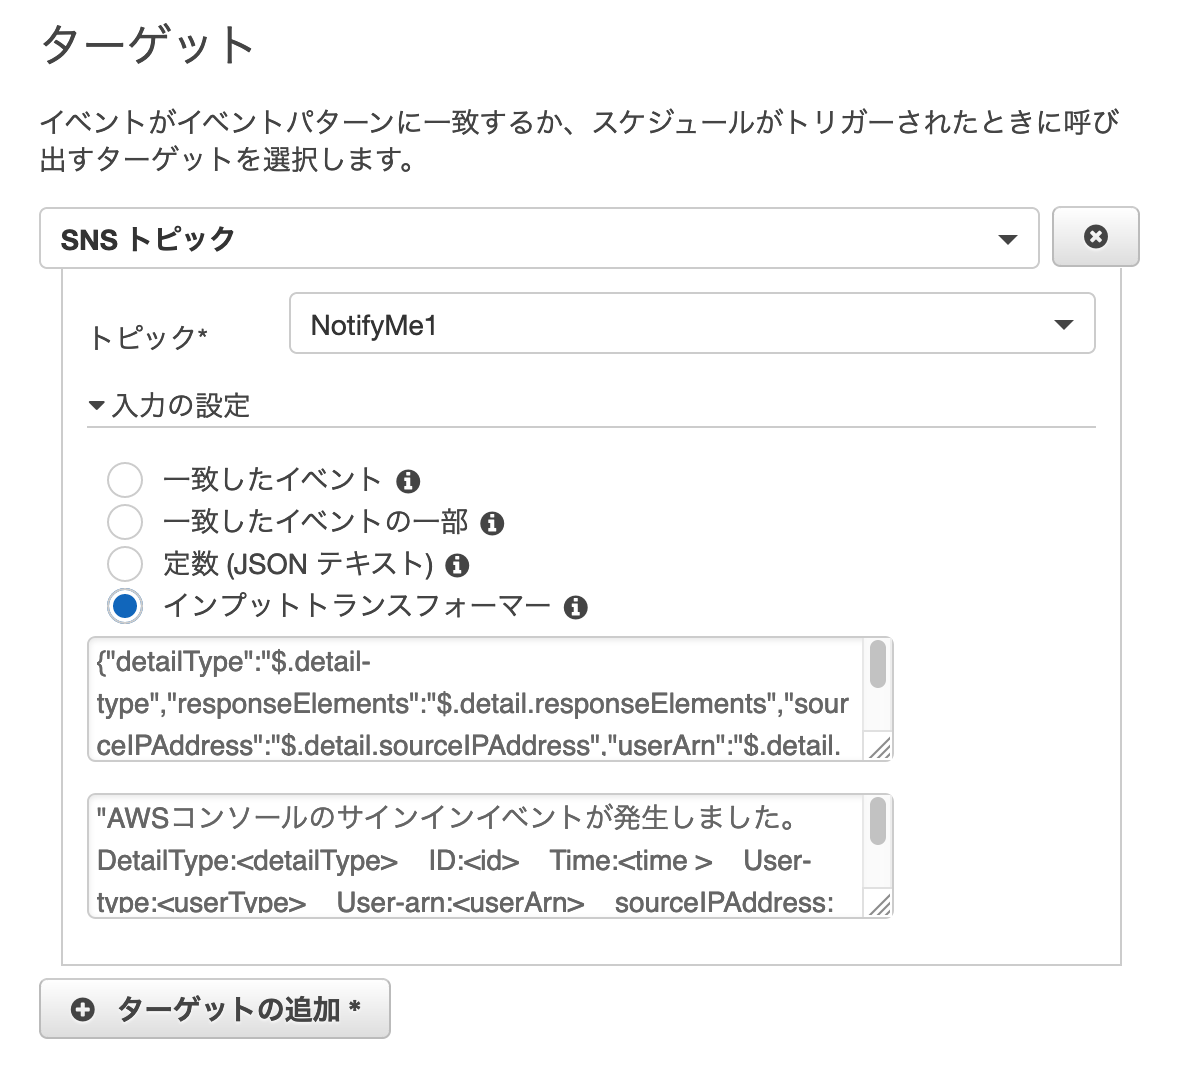 ターゲット
イベントがイベントパターンに一致するか、スケジュールがトリガーされたときに呼び
出すターゲットを選択します。
SNS トピック
トピック*
NotifyMe1
入力の設定
一致したイベント
一致したイベントの一部
定数 (JSON テキスト)
インプットトランスフォーマー
{"detailType":"$.detail-
type","responseElements":"$.detail.responseElements","sour
ceIPAddress":"$.detail.sourceIPAddress","userArn":"$.detail.
"AWSコンソールのサインインイベントが発生しました。
DetailType:<detailType>　ID:<id>　Time:<time >　User-
type:<userType>　User-arn:<userArn>　sourceIPAddress:
ターゲットの追加 *